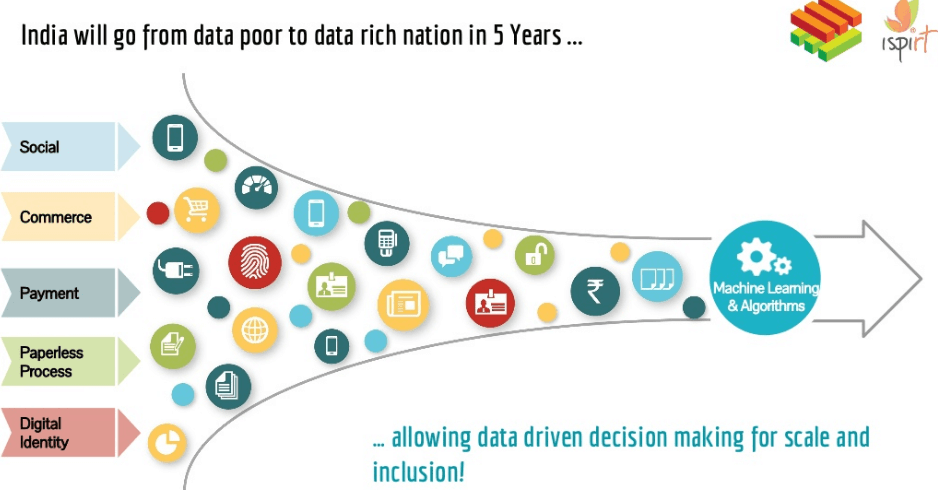 India will go from data poor to data rich nation in 5 Years ...
ispirt
Social
Commerce
Payment
Paperless
Process
Digital
Identity
₹
Machine Learning
& Algorithms
... allowing data driven decision making for scale and
inclusion!